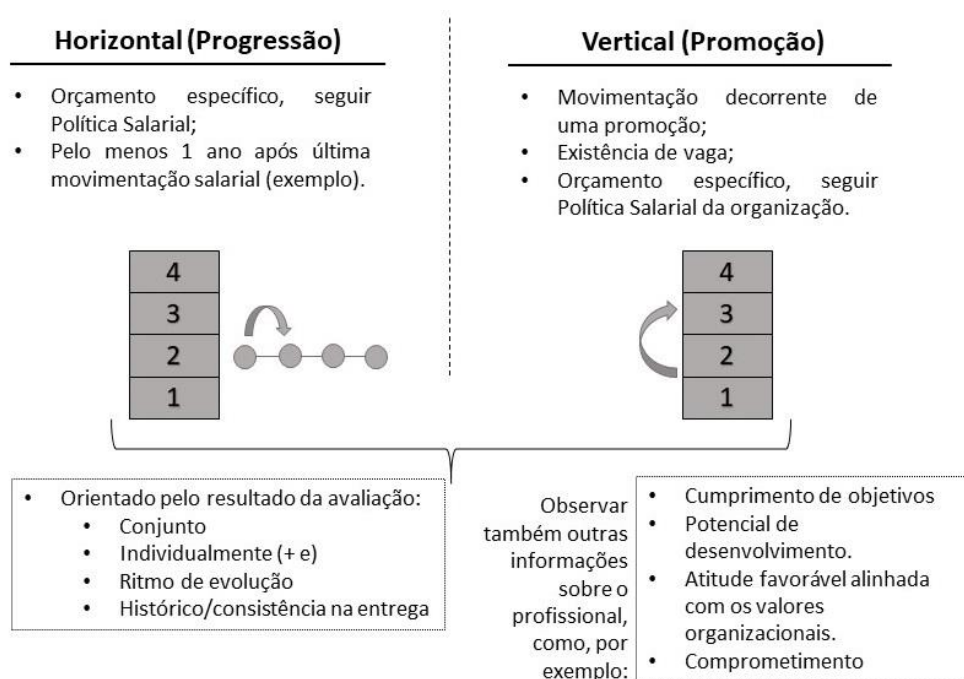 Horizontal (Progressão)
• Orçamento específico, seguir
Política Salarial;
• Pelo menos 1 ano após última
movimentação salarial (exemplo).
4
3
2
1
Vertical (Promoção)
• Movimentação decorrente de
uma promoção;
• Existência de vaga;
• Orçamento específico, seguir
Política Salarial da organização.
4
3
2
1
• Orientado pelo resultado da avaliação:
• Conjunto
• Individualmente (+ e)
• Ritmo de evolução
• Histórico/consistência na entrega
Observar
também outras
informações
sobre o
profissional,
como, por
exemplo:
• Cumprimento de objetivos
• Potencial de
desenvolvimento.
• Atitude favorável alinhada
com os valores
organizacionais.
• Comprometimento